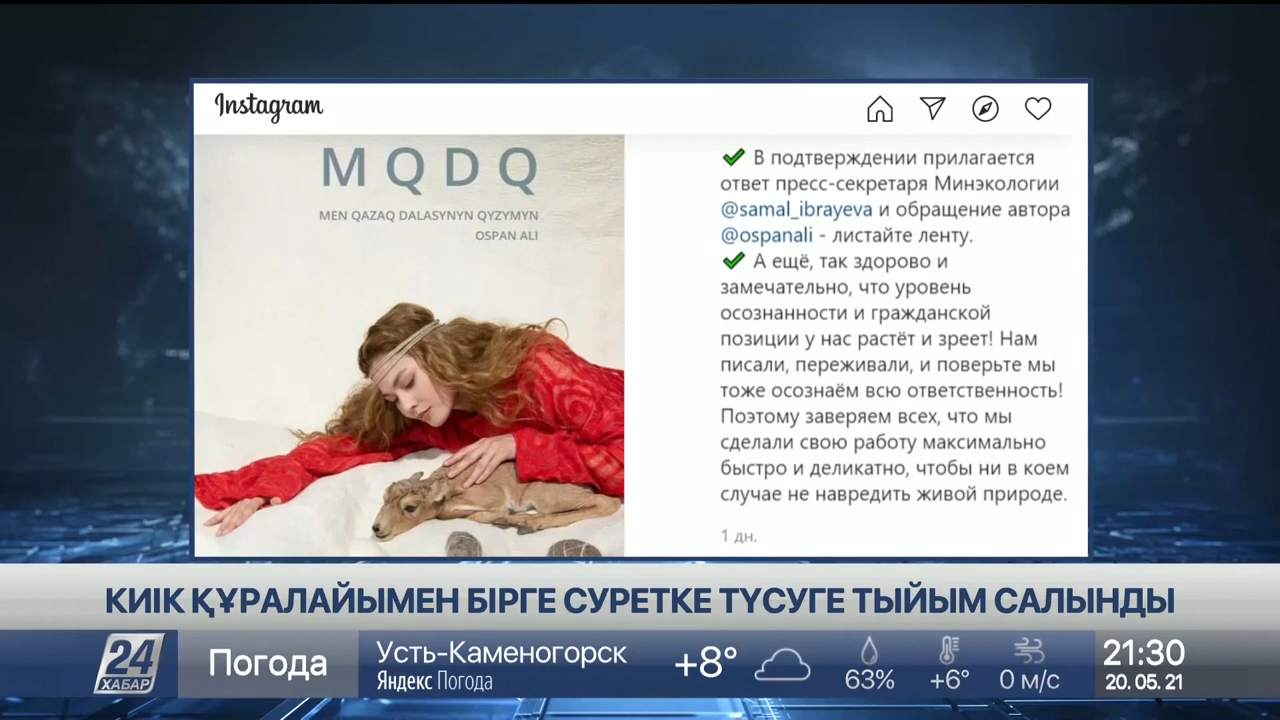 Instagram
MQDQ
MEN QAZAQ DALASYNYN QYZYMYN
OSPAN ALI
В подтверждении прилагается
ответ пресс-секретаря Минэкологии
@samal_ibrayeva и обращение автора
@ospanali - листайте ленту.
А ещё, так здорово и
замечательно, что уровень
осознанности и гражданской
позиции у нас растёт и зреет! Нам
писали, переживали, и поверьте мы
тоже осознаём всю ответственность!
Поэтому заверяем всех, что мы
сделали свою работу максимально
быстро и деликатно, чтобы ни в коем
случае не навредить живой природе.
1 дн.
КИІК ҚҰРАЛАЙЫМЕН БІРГЕ СУРЕТКЕ ТҮСУГЕ ТЫЙЫМ САЛЫНДЫ
24
ХАБАР
Погода
Усть-Каменогорск
Яндекс Погода
+8°
63%
+6°
0 м/с
21:30
20. 05. 21